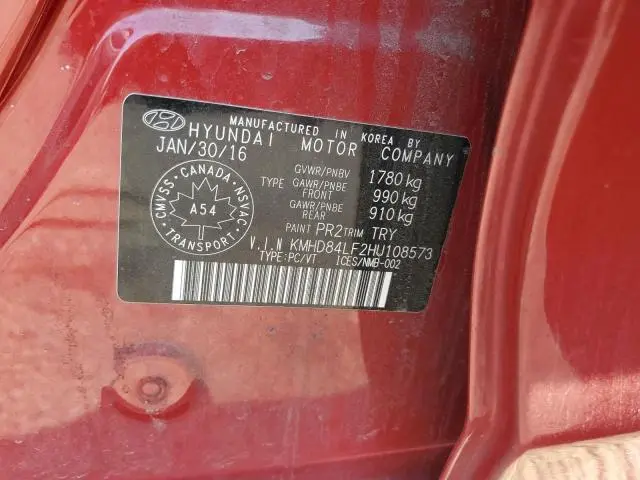 MANUFACTURED IN KOREA BY
HYUNDAI MOTOR COMPANY
JAN/30/16
GVWR/PNBV 1780 kg
TYPE GAWR/PNBE FRONT 990 kg
GAWR/PNBE REAR 910 kg
PAINT PR2 TRIM TRY
CANADA
CMVSS NSVAC
A54
TRANSPORT
V.I.N KMHD84LF2HU108573
TYPE:PC/VT ICES/NMB-002